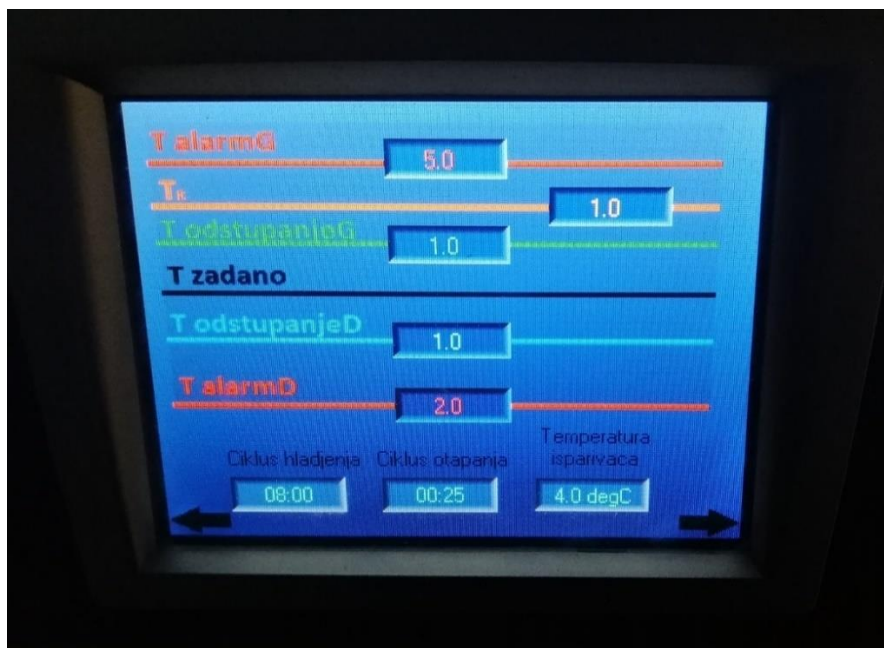 T alarmG
5.0
TR
1.0
T odstupanjeG
1.0
T zadano
T odstupanjeD
1.0
T alarmD
2.0
Ciklus hladjenja Ciklus otapanja Temperatura isparivaca
08:00 00:25 4.0 degC